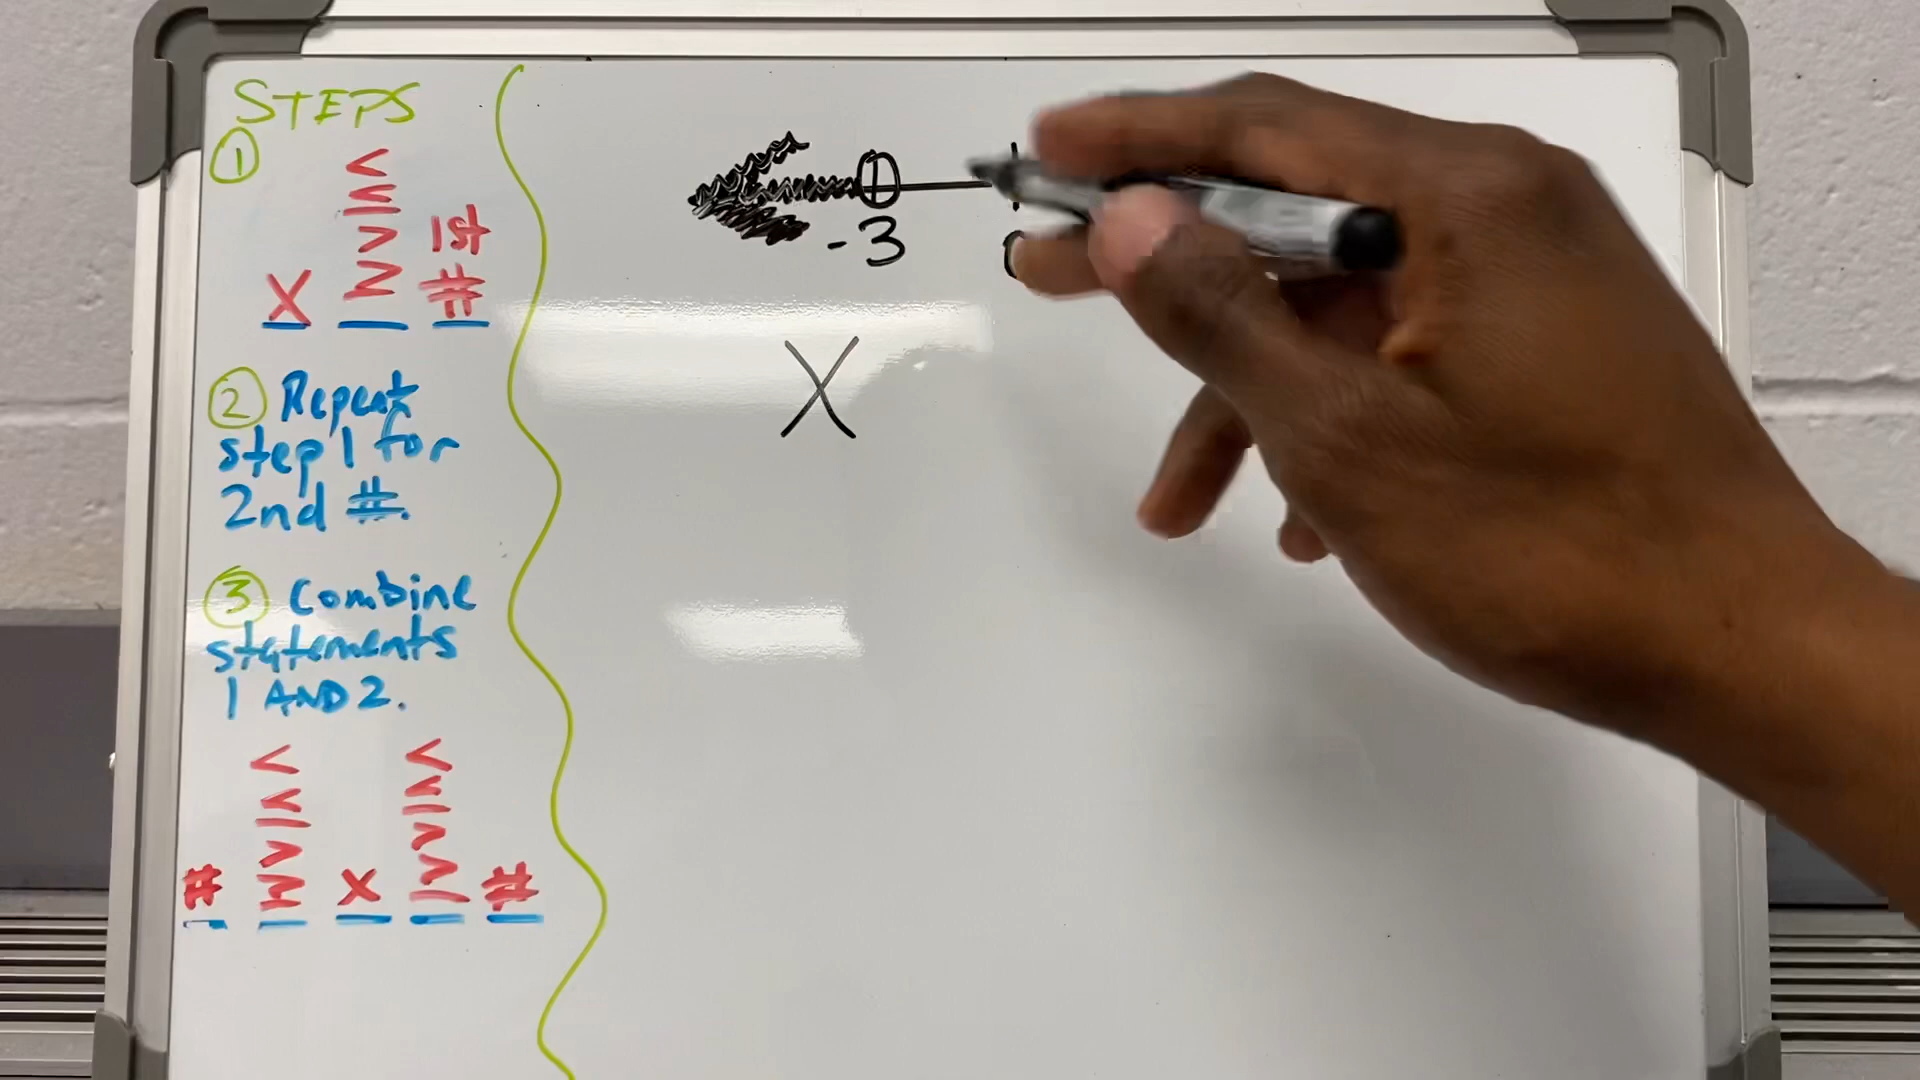 STEPS
①
<
≤
> 1st
X ≥ #
② Repeat
step 1 for
2nd #.
③ Combine
statements
1 AND 2.
< <
≤ ≤
> >
# ≥ X ≥ #
-3
X